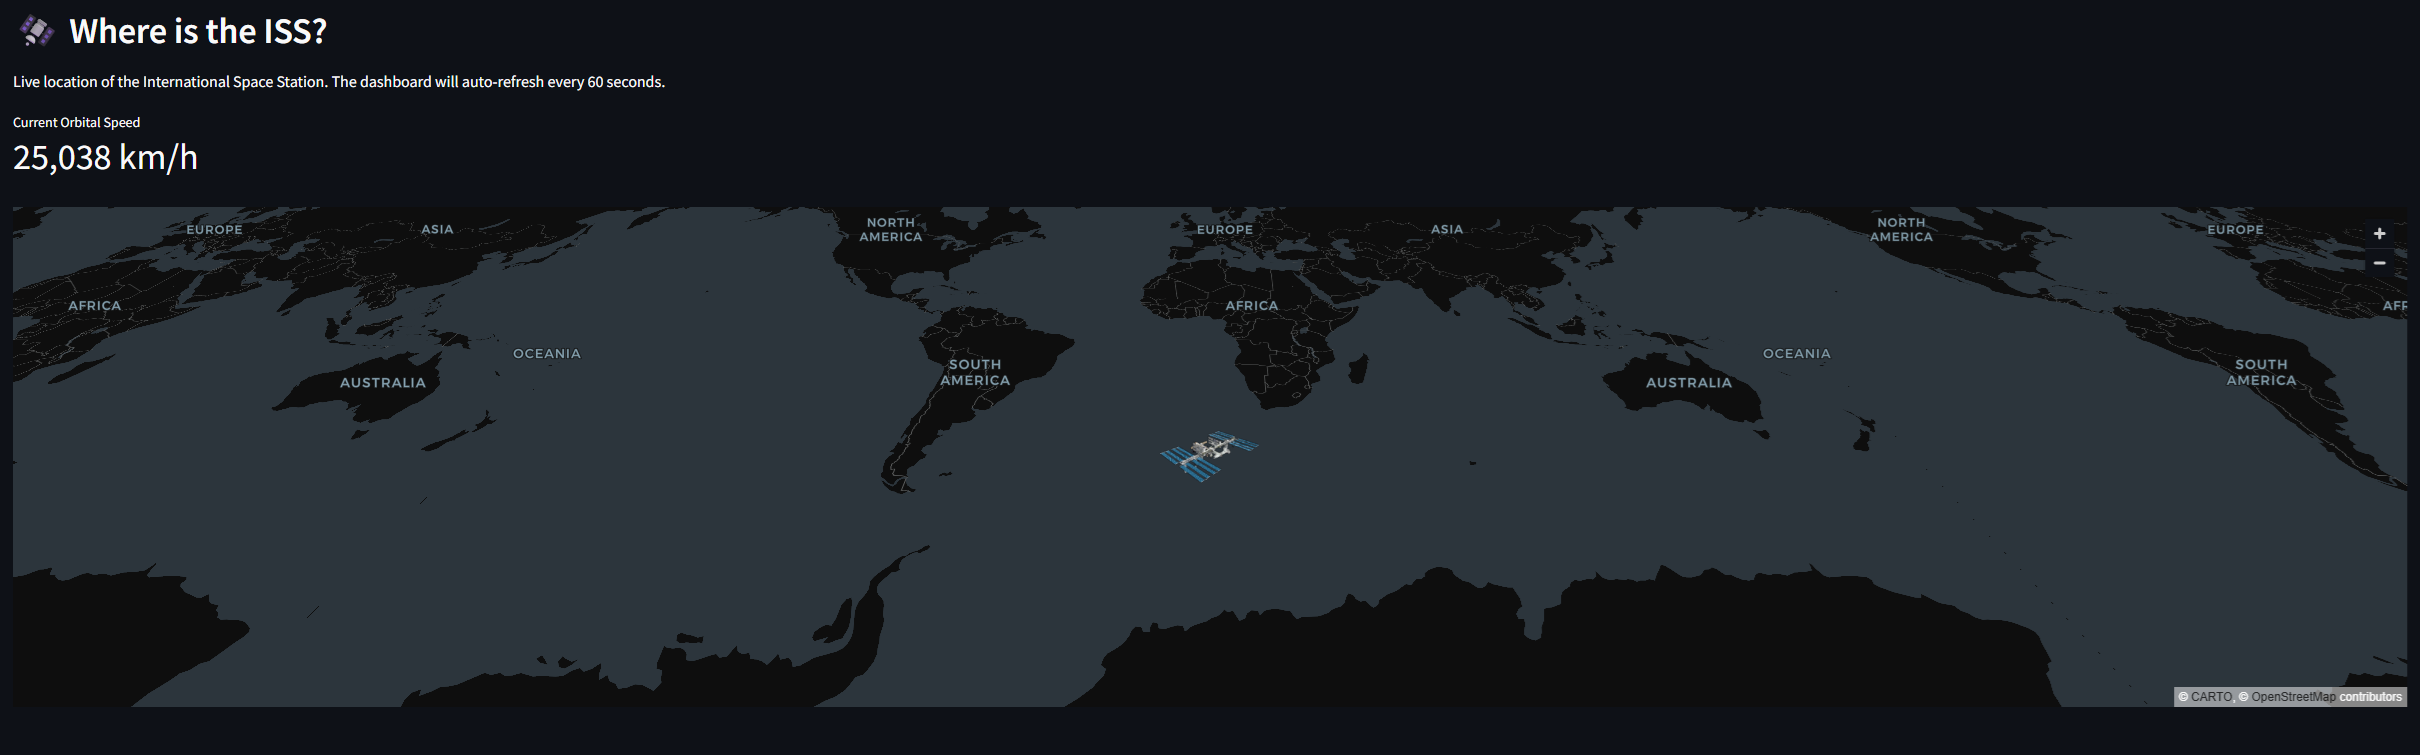 Where is the ISS?
Live location of the International Space Station. The dashboard will auto-refresh every 60 seconds.
Current Orbital Speed
25,038 km/h
NORTH
AMERICA
NORTH
AMERICA
EUROPE
ASIA
EUROPE
ASIA
EUROPE
+
−
AFRICA
AFRICA
AFR
OCEANIA
OCEANIA
SOUTH
AMERICA
SOUTH
AMERICA
AUSTRALIA
AUSTRALIA
© CARTO, © OpenStreetMap contributors